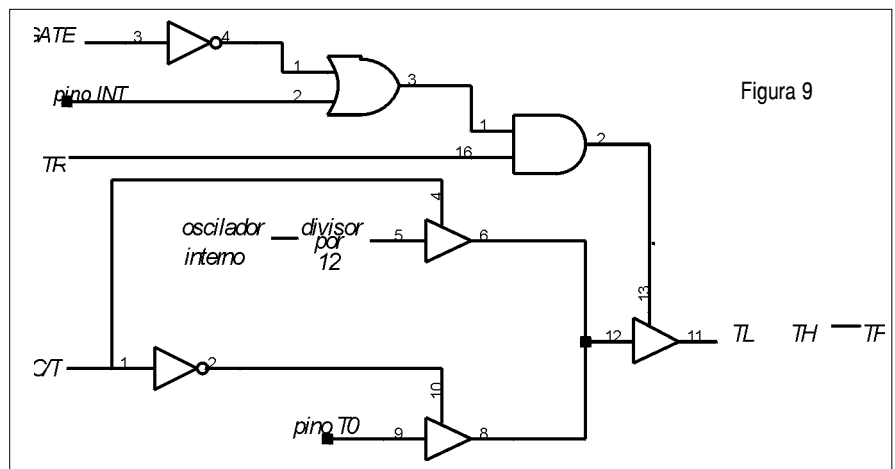 GATE
3
4
1
pino INT
2
3
Figura 9
1
2
TR
16
4
oscilador
interno
divisor
por
12
5
6
13
12
11
TL
TH
TF
C/T
1
2
10
pino T0
9
8